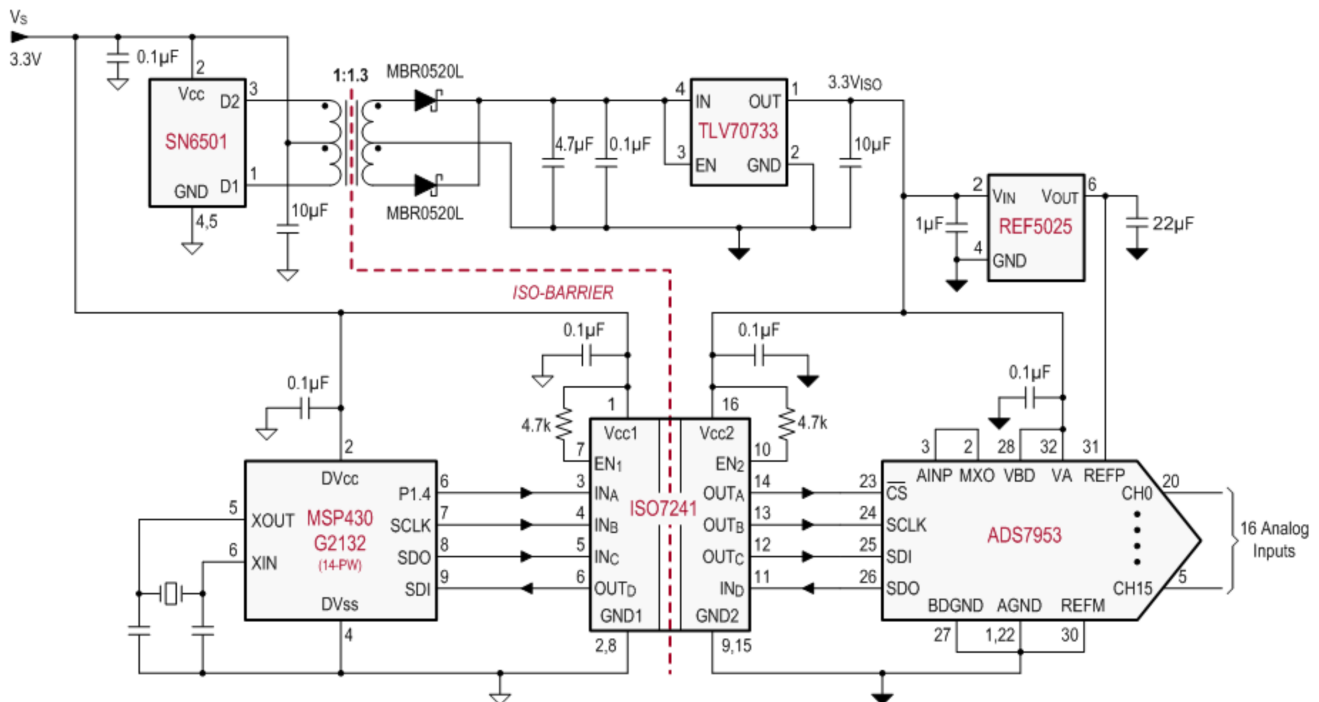 VS
3.3V
0.1µF
2
Vcc
D2
3
SN6501
D1
1
GND
4,5
10µF
1:1.3
MBR0520L
MBR0520L
4.7µF
0.1µF
4
IN
OUT
1
TLV70733
3
EN
GND
2
3.3VISO
10µF
2
VIN
VOUT
6
1µF
REF5025
22µF
4
GND
ISO-BARRIER
0.1µF
0.1µF
0.1µF
0.1µF
1
16
4.7k
4.7k
Vcc1
Vcc2
7
EN1
EN2
10
2
DVcc
5
XOUT
MSP430
G2132
(14-PW)
6
XIN
P1.4
6
SCLK
7
SDO
8
SDI
9
DVss
4
3
INA
4
INB
5
INC
6
OUTD
GND1
2,8
ISO7241
OUTA
14
OUTB
13
OUTC
12
IND
11
GND2
9,15
3
2
28
32
31
AINP
MXO
VBD
VA
REFP
23
CS
24
SCLK
25
SDI
26
SDO
ADS7953
CH0
20
CH15
5
16 Analog
Inputs
BDGND
AGND
REFM
27
1,22
30